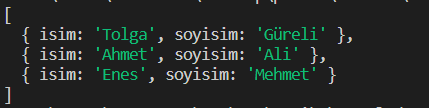 [
  { isim: 'Tolga', soyisim: 'Güreli' },
  { isim: 'Ahmet', soyisim: 'Ali' },
  { isim: 'Enes', soyisim: 'Mehmet' }
]